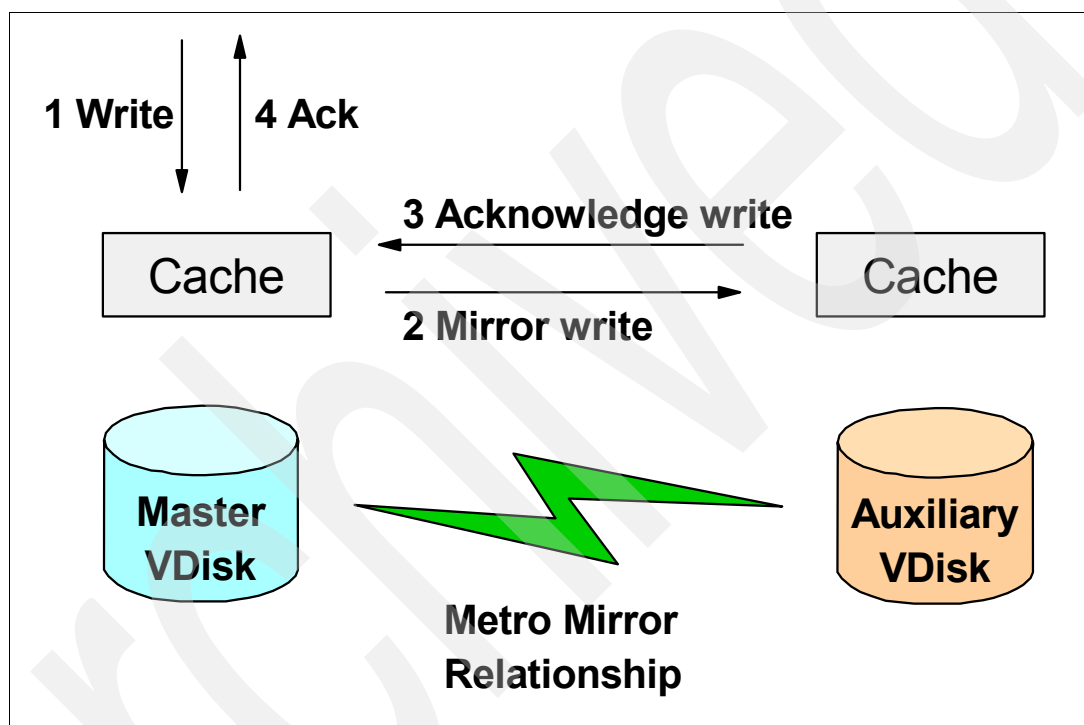 1 Write
4 Ack
3 Acknowledge write
Cache
Cache
2 Mirror write
Master
VDisk
Auxiliary
VDisk
Metro Mirror
Relationship